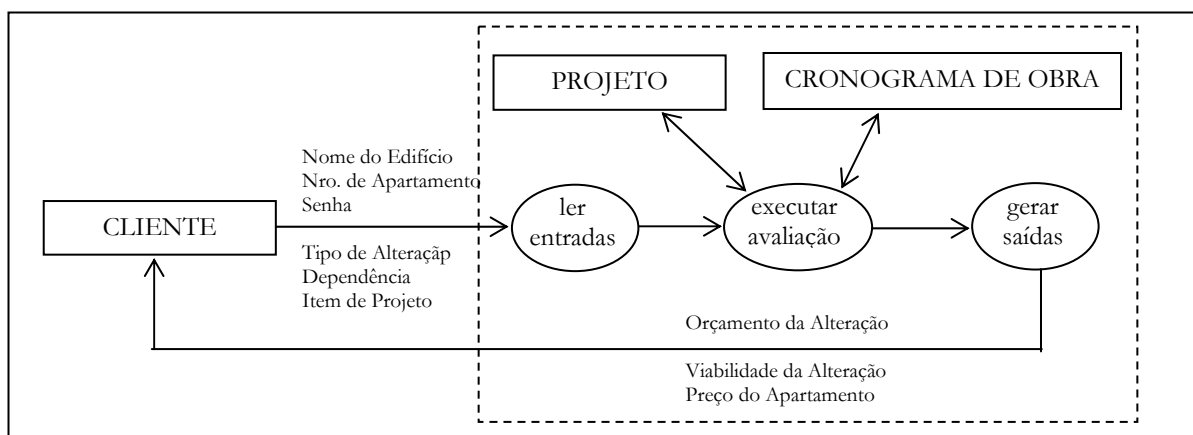 PROJETO
CRONOGRAMA DE OBRA
Nome do Edifício
Nro. de Apartamento
Senha
CLIENTE
ler
entradas
executar
avaliação
gerar
saídas
Tipo de Alteraçãp
Dependência
Item de Projeto
Orçamento da Alteração
Viabilidade da Alteração
Preço do Apartamento